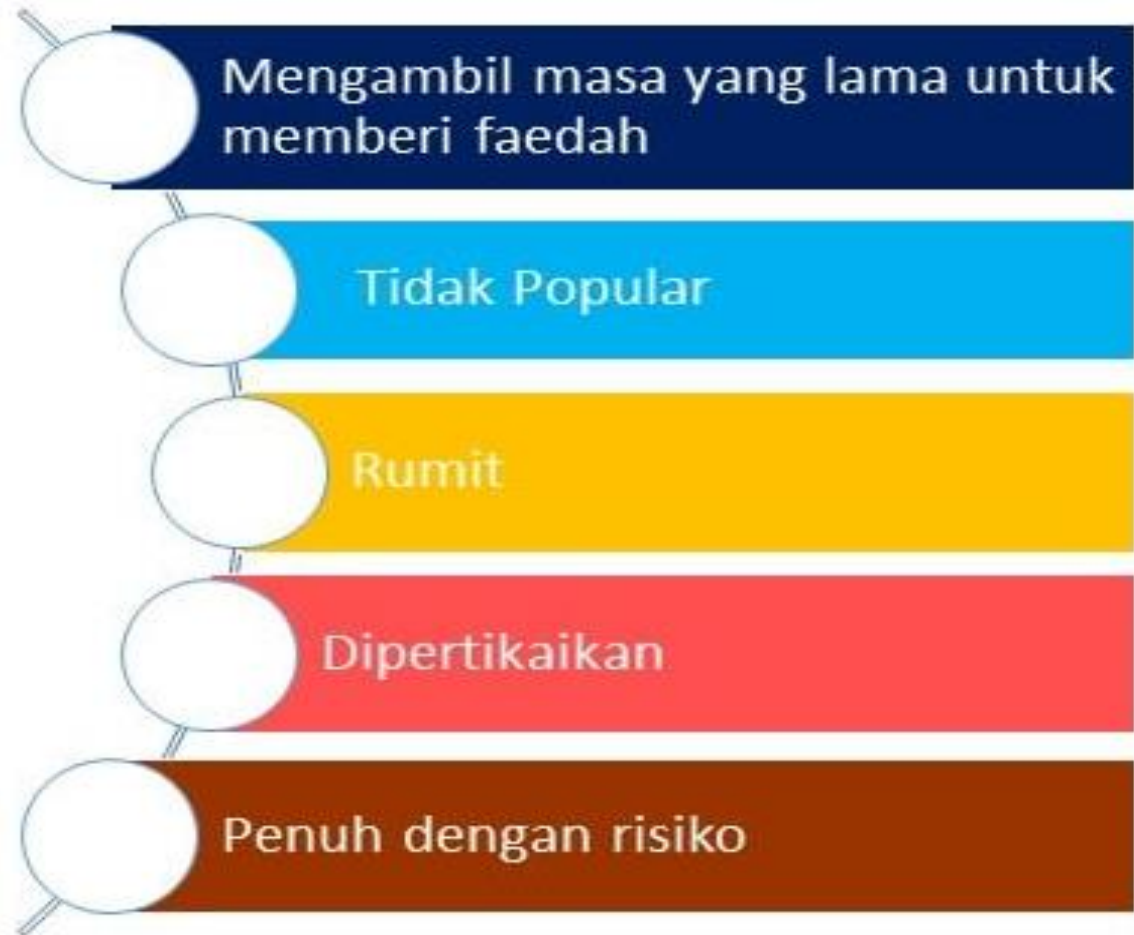 Mengambil masa yang lama untuk
memberi faedah
Tidak Popular
Rumit
Dipertikaikan
Penuh dengan risiko